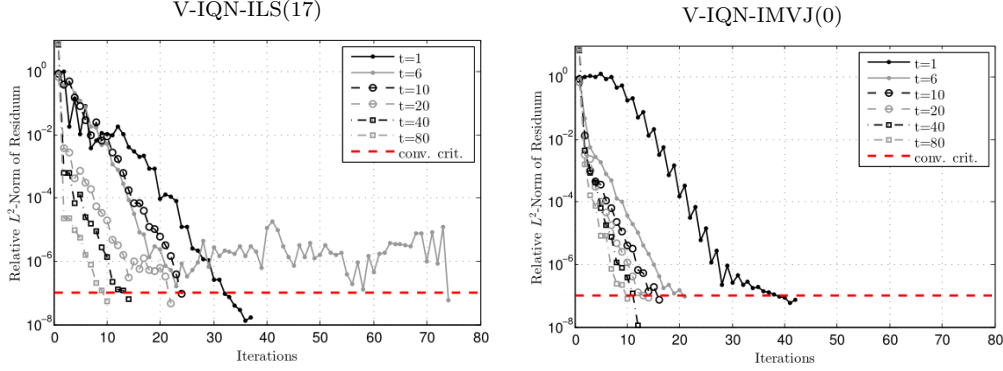 V-IQN-ILS(17)
10^0
10^-2
10^-4
10^-6
10^-8
Relative L^2-Norm of Residuum
0 10 20 30 40 50 60 70 80
Iterations
t=1
t=6
t=10
t=20
t=40
t=80
conv. crit.
V-IQN-IMVJ(0)
10^0
10^-2
10^-4
10^-6
10^-8
Relative L^2-Norm of Residuum
0 10 20 30 40 50 60 70 80
Iterations
t=1
t=6
t=10
t=20
t=40
t=80
conv. crit.